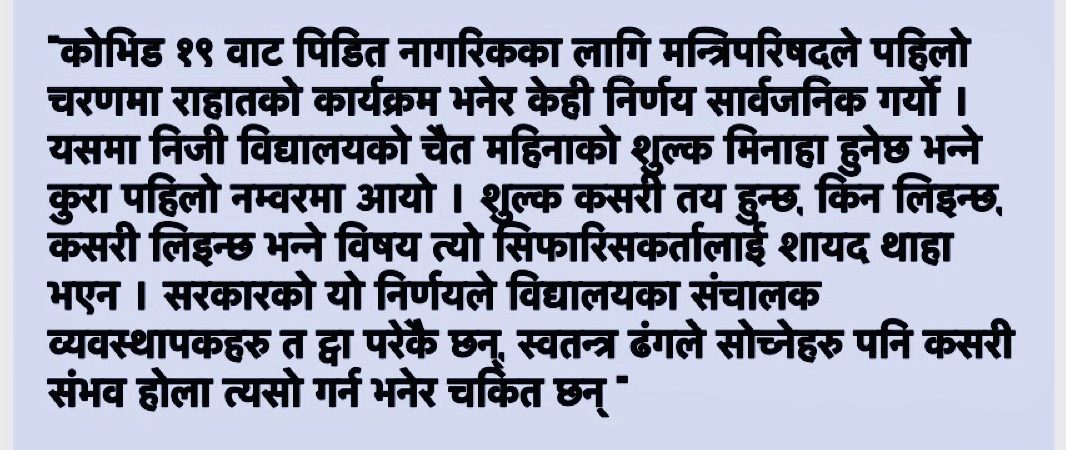 "कोभिड १९ वाट पिडित नागरिकका लागि मन्त्रिपरिषदले पहिलो
चरणमा राहातको कार्यक्रम भनेर केही निर्णय सार्वजनिक गर्यो ।
यसमा निजी विद्यालयको चैत महिनाको शुल्क मिनाहा हुनेछ भन्ने
कुरा पहिलो नम्वरमा आयो । शुल्क कसरी तय हुन्छ, किन लिइन्छ,
कसरी लिइन्छ भन्ने विषय त्यो सिफारिसकर्तालाई शायद थाहा
भएन । सरकारको यो निर्णयले विद्यालयका संचालक
व्यवस्थापकहरु त ट्वा परेकै छन्, स्वतन्त्र ढंगले सोच्नेहरु पनि कसरी
संभव होला त्यसो गर्न भनेर चकित छन् "